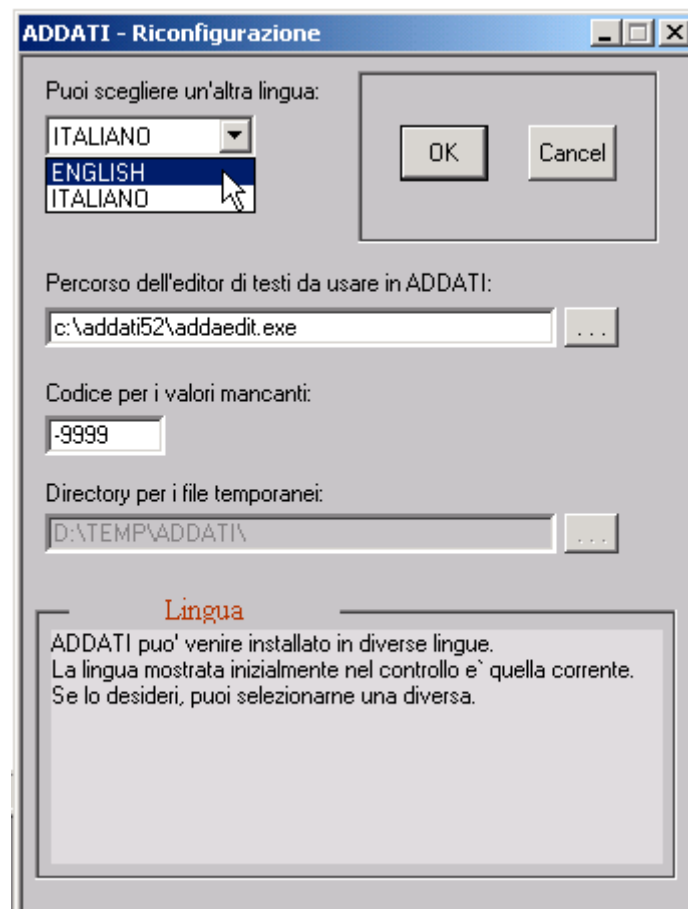 ADDATI - Riconfigurazione
Puoi scegliere un'altra lingua:
ITALIANO
ENGLISH
ITALIANO
OK
Cancel
Percorso dell'editor di testi da usare in ADDATI:
c:\addati52\addaedit.exe
...
Codice per i valori mancanti:
-9999
Directory per i file temporanei:
D:\TEMP\ADDATI\
...
Lingua
ADDATI puo' venire installato in diverse lingue.
La lingua mostrata inizialmente nel controllo e` quella corrente.
Se lo desideri, puoi selezionarne una diversa.